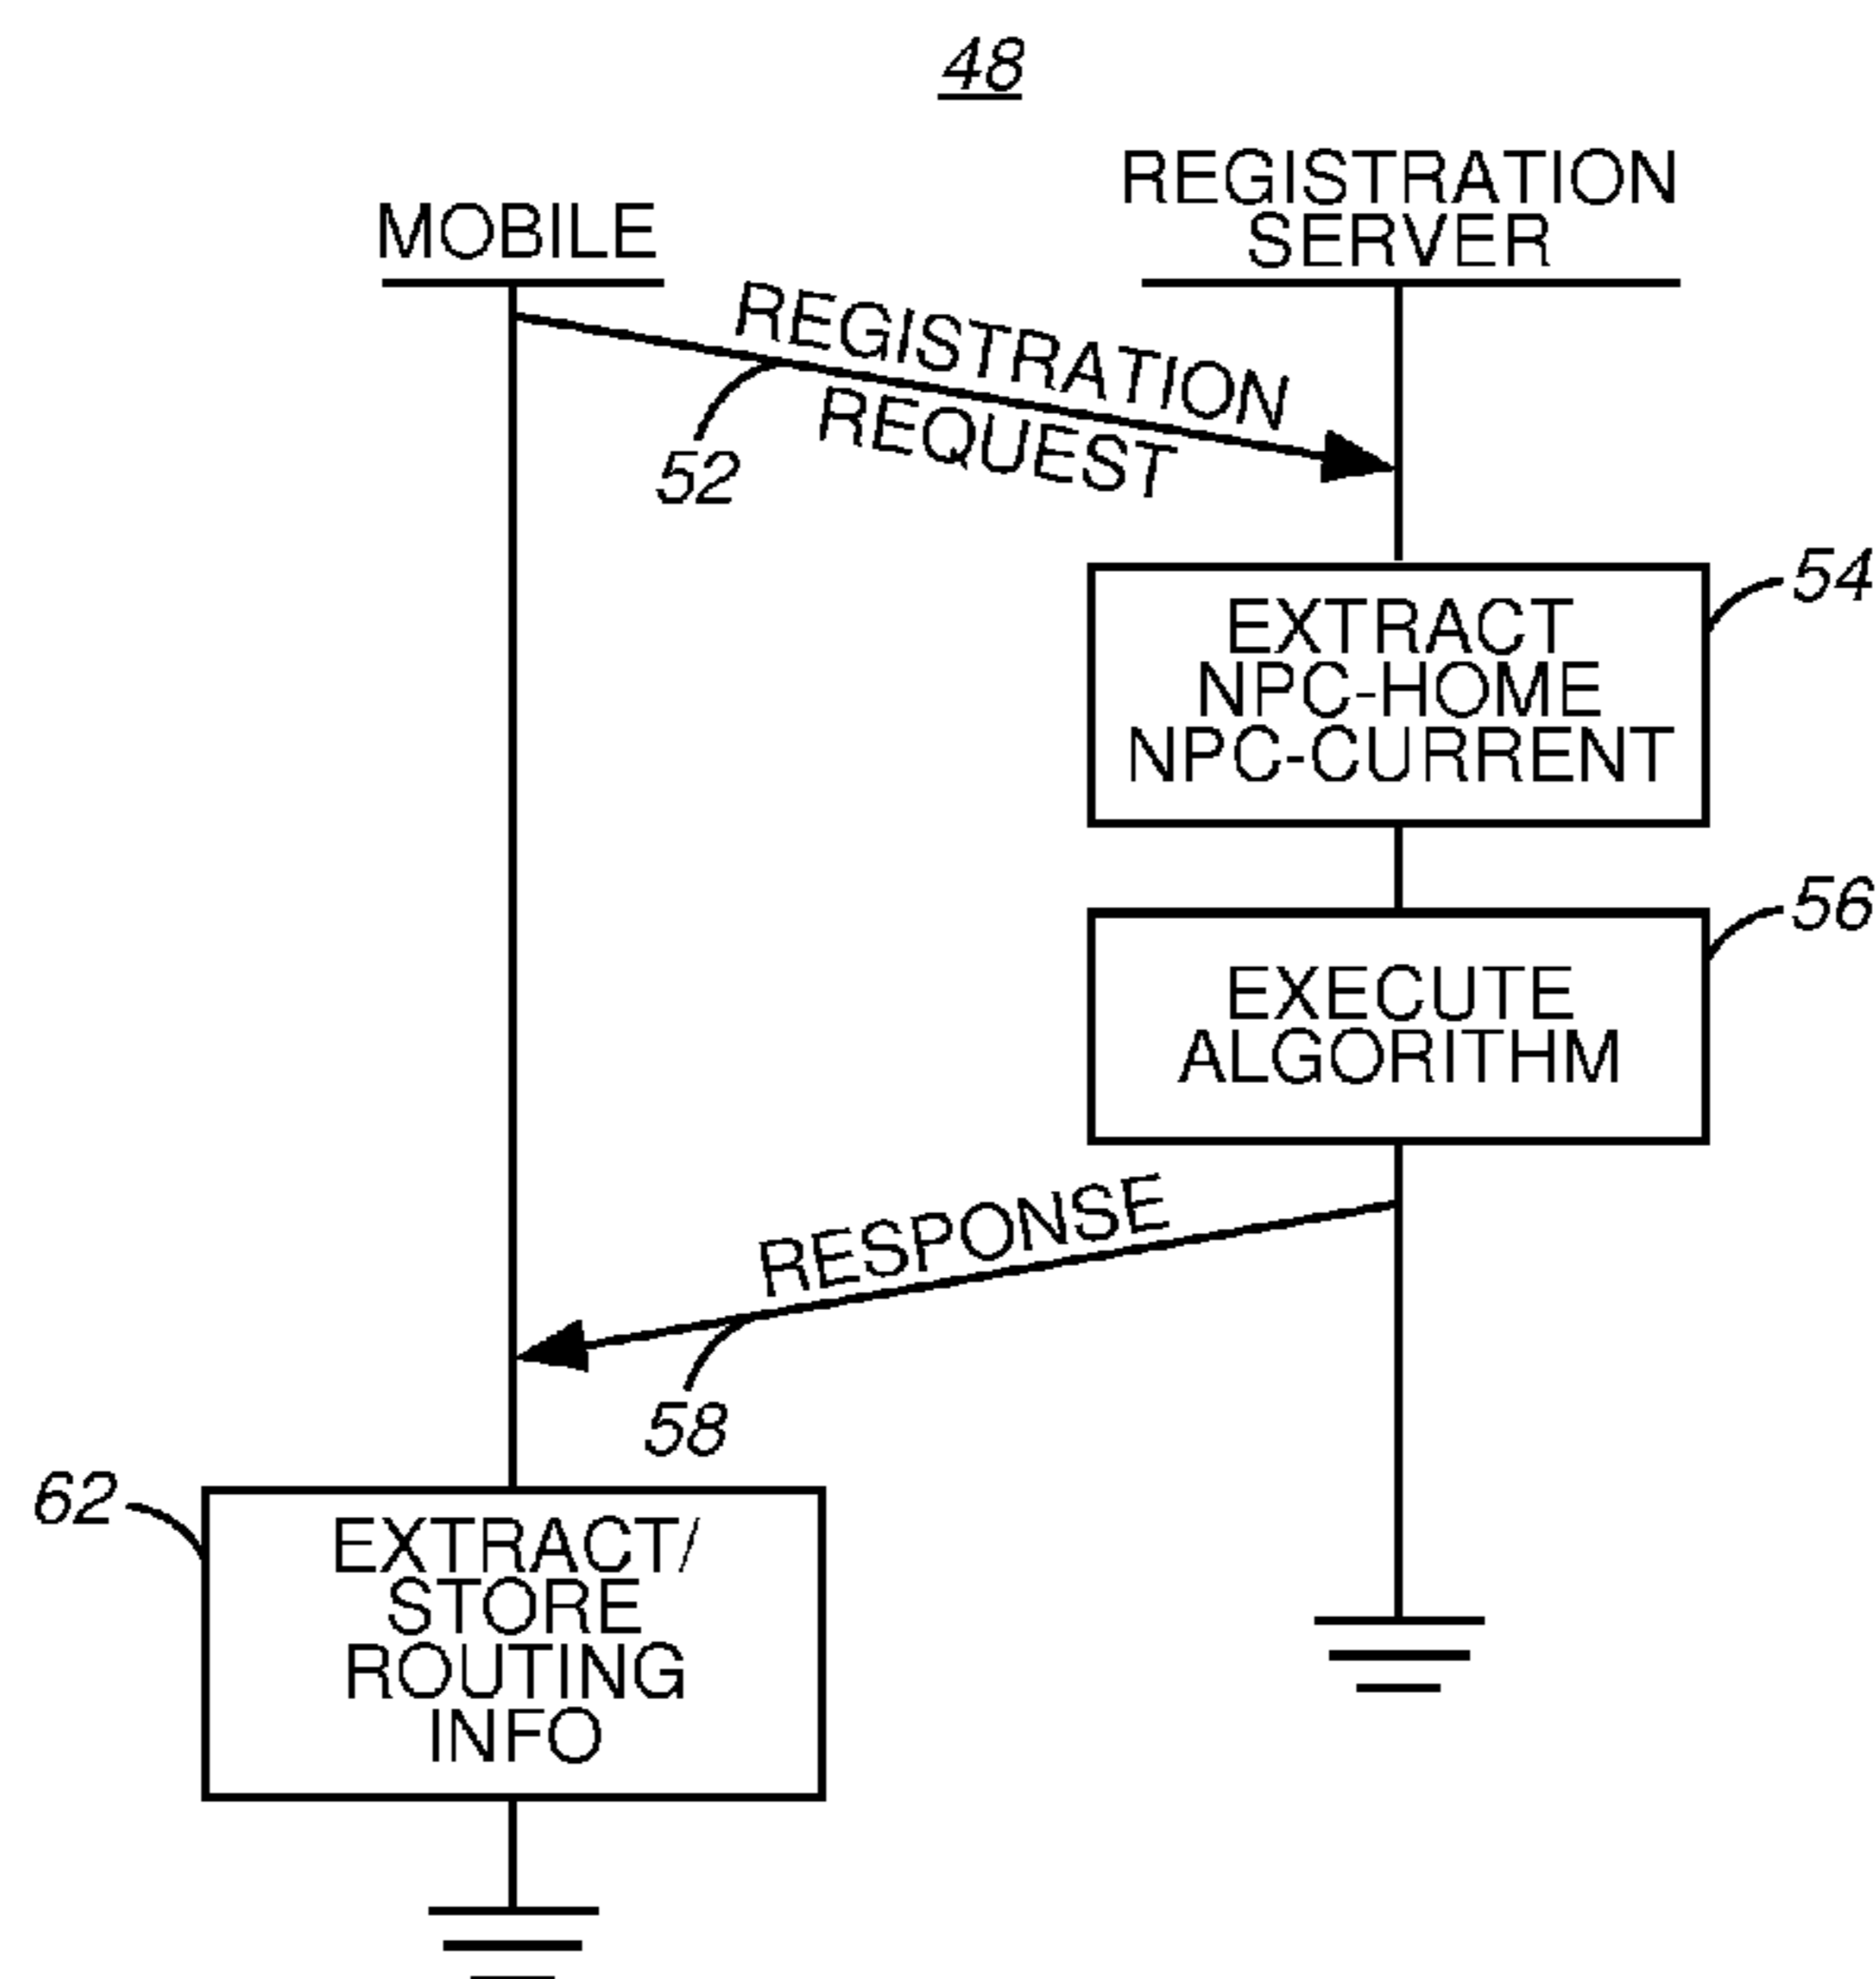 48
MOBILE
REGISTRATION
SERVER
REGISTRATION
REQUEST
52
54
EXTRACT
NPC-HOME
NPC-CURRENT
56
EXECUTE
ALGORITHM
RESPONSE
58
62
EXTRACT/
STORE
ROUTING
INFO